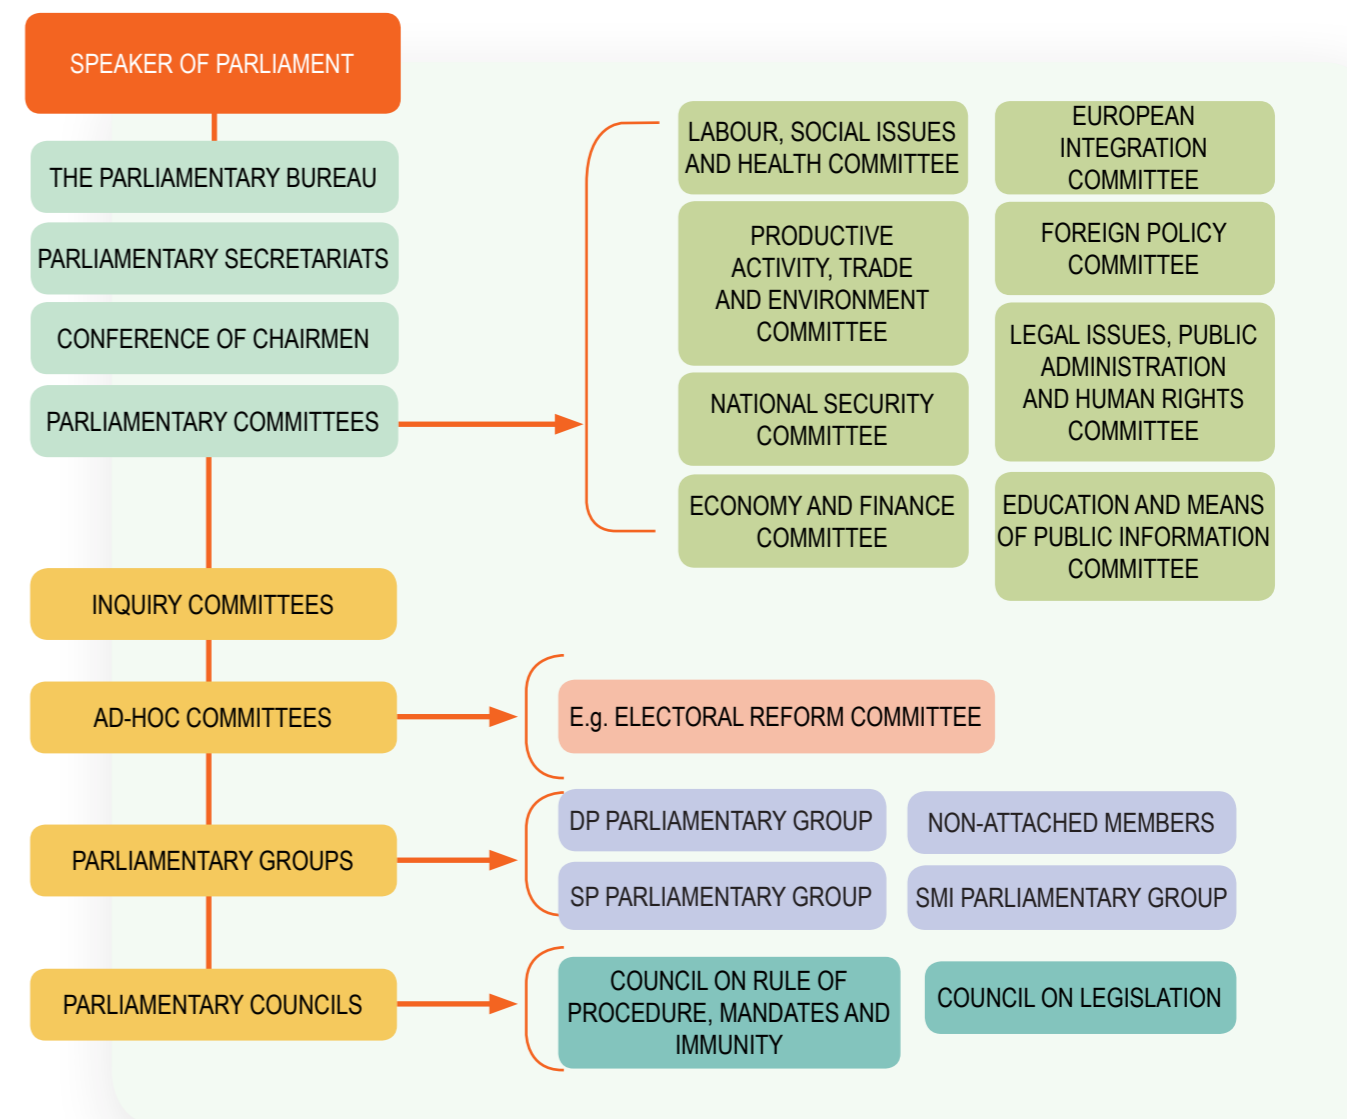 SPEAKER OF PARLIAMENT
THE PARLIAMENTARY BUREAU
PARLIAMENTARY SECRETARIATS
CONFERENCE OF CHAIRMEN
PARLIAMENTARY COMMITTEES
LABOUR, SOCIAL ISSUES
AND HEALTH COMMITTEE
PRODUCTIVE
ACTIVITY, TRADE
AND ENVIRONMENT
COMMITTEE
NATIONAL SECURITY
COMMITTEE
ECONOMY AND FINANCE
COMMITTEE
EUROPEAN
INTEGRATION
COMMITTEE
FOREIGN POLICY
COMMITTEE
LEGAL ISSUES, PUBLIC
ADMINISTRATION
AND HUMAN RIGHTS
COMMITTEE
EDUCATION AND MEANS
OF PUBLIC INFORMATION
COMMITTEE
INQUIRY COMMITTEES
AD-HOC COMMITTEES
E.g. ELECTORAL REFORM COMMITTEE
PARLIAMENTARY GROUPS
DP PARLIAMENTARY GROUP
NON-ATTACHED MEMBERS
SP PARLIAMENTARY GROUP
SMI PARLIAMENTARY GROUP
PARLIAMENTARY COUNCILS
COUNCIL ON RULE OF
PROCEDURE, MANDATES AND
IMMUNITY
COUNCIL ON LEGISLATION